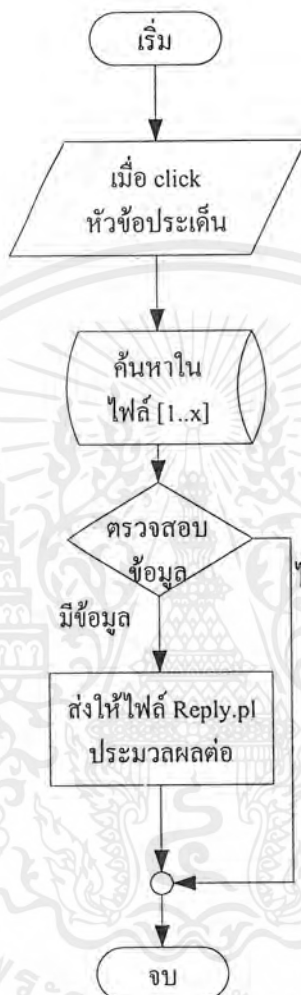 เริ่ม
เมื่อ click
หัวข้อประเด็น
ค้นหาใน
ไฟล์ [1..x]
ตรวจสอบ
ข้อมูล
มีข้อมูล
ส่งให้ไฟล์ Reply.pl
ประมวลผลต่อ
จบ